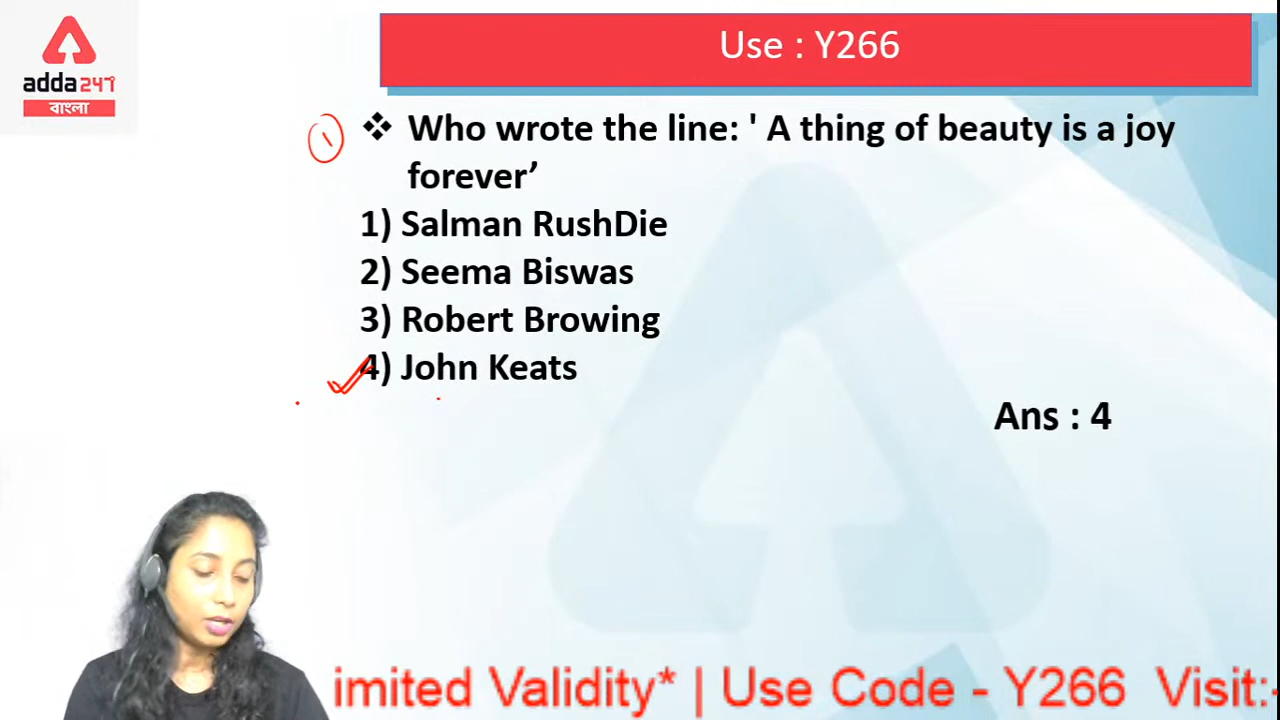 adda247
বাংলা
Use : Y266
❖ Who wrote the line: ' A thing of beauty is a joy
forever’
1) Salman RushDie
2) Seema Biswas
3) Robert Browing
4) John Keats
Ans : 4
imited Validity* | Use Code - Y266 Visit:-